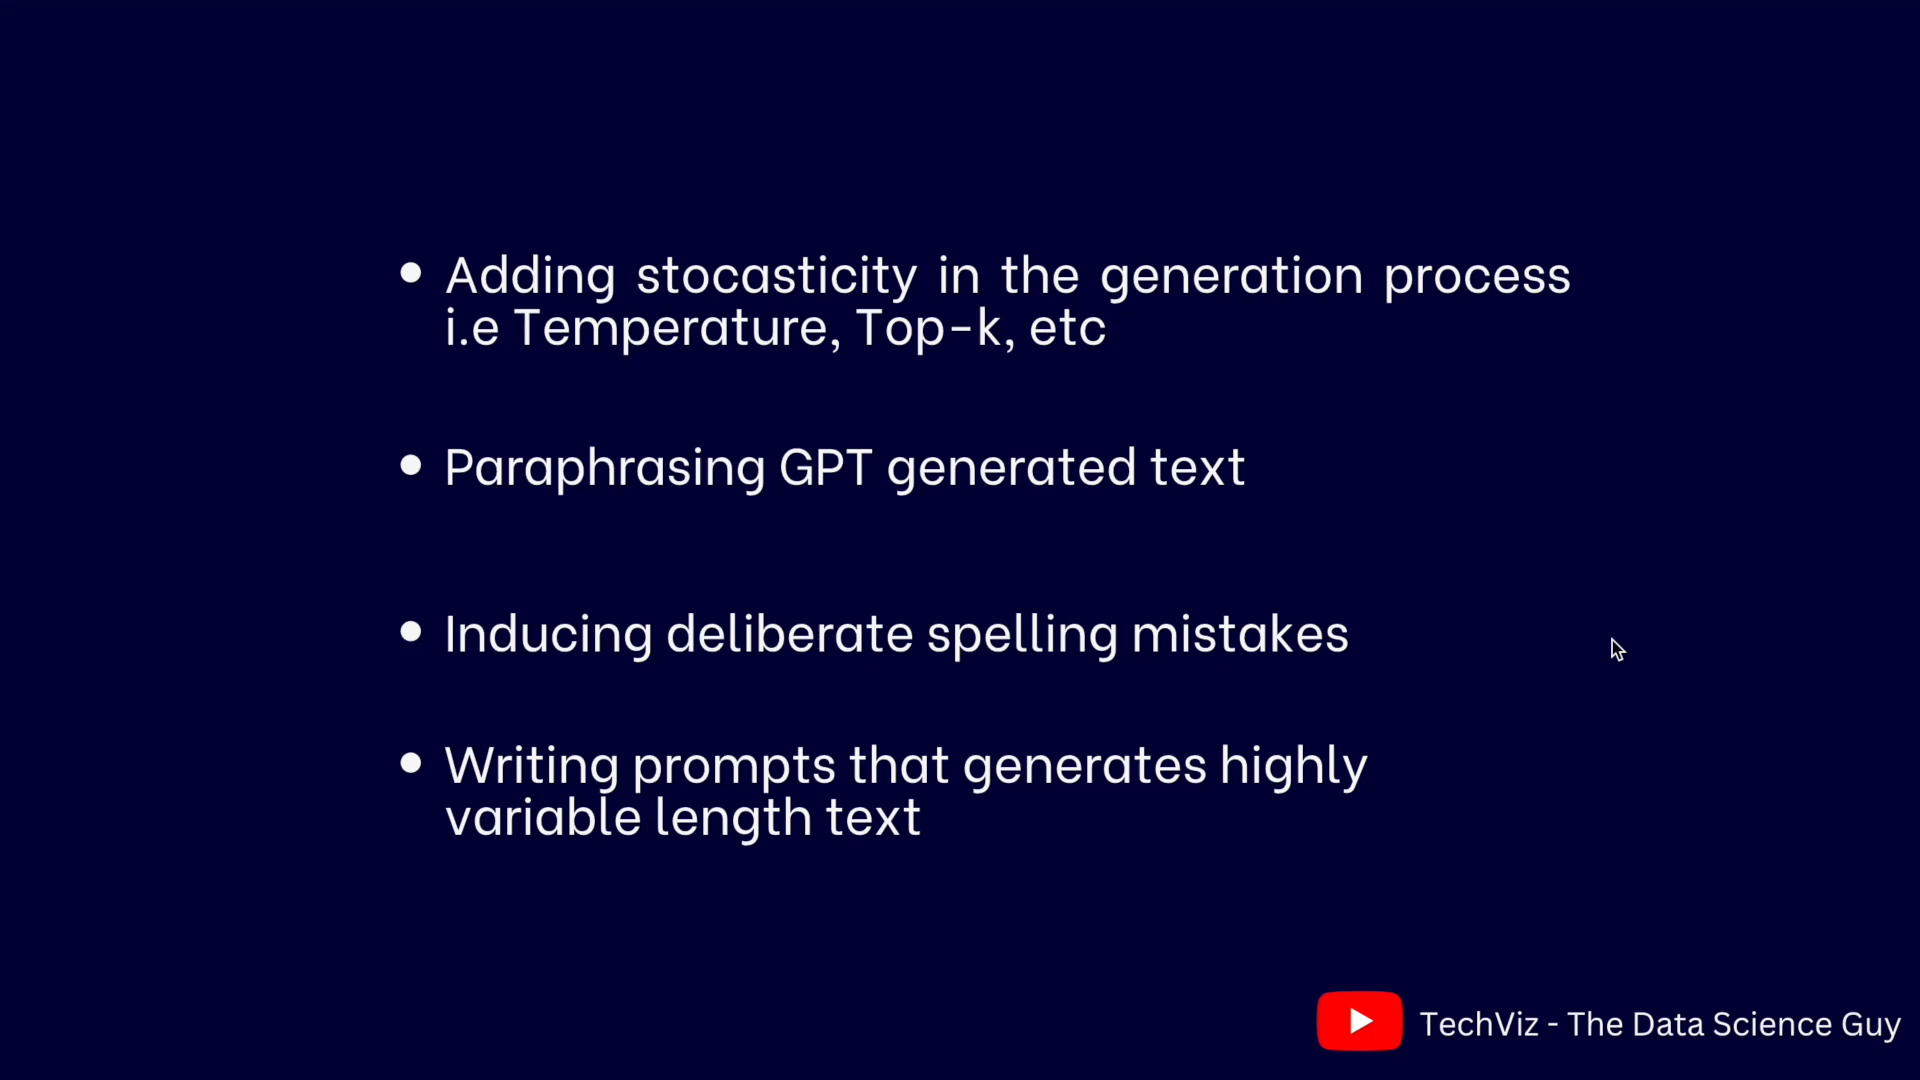 Adding stocasticity in the generation process
i.e Temperature, Top-k, etc
Paraphrasing GPT generated text
Inducing deliberate spelling mistakes
Writing prompts that generates highly
variable length text
TechViz - The Data Science Guy